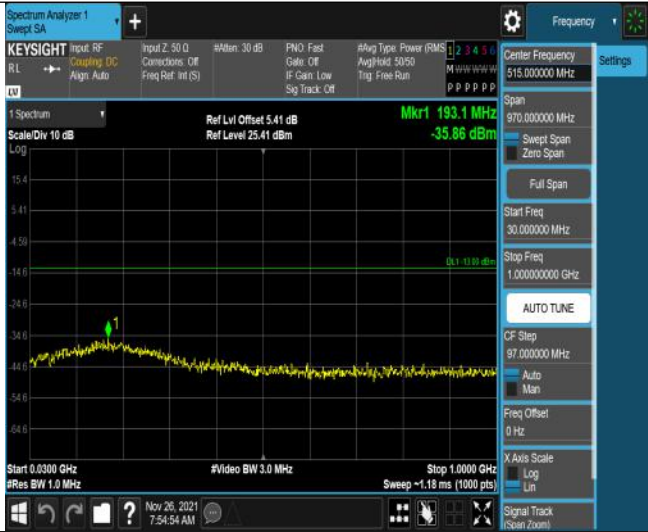 Spectrum Analyzer 1
Swept SA
+
Frequency
KEYSIGHT
RL
LV
Input: RF
Coupling: DC
Align: Auto
Input Z: 50 Ω
Corrections: Off
Freq Ref: Int (S)
#Atten: 30 dB
PNO: Fast
Gate: Off
IF Gain: Low
Sig Track: Off
#Avg Type: Power (RMS
Avg|Hold: 50/50
Trig: Free Run
1 2 3 4 5 6
M W W W W W
P P P P P P
1 Spectrum
Scale/Div 10 dB
Log
Ref Lvl Offset 5.41 dB
Ref Level 25.41 dBm
Mkr1 193.1 MHz
-35.86 dBm
15.4
5.41
-4.59
-14.6
-24.6
-34.6
-44.6
-54.6
-64.6
DL1 -13.00 dBm
1
Start 0.0300 GHz
#Res BW 1.0 MHz
#Video BW 3.0 MHz
Stop 1.0000 GHz
Sweep ~1.18 ms (1000 pts)
?
Nov 26, 2021
7:54:54 AM
Settings
Center Frequency
515.000000 MHz
Span
970.000000 MHz
Swept Span
Zero Span
Full Span
Start Freq
30.000000 MHz
Stop Freq
1.000000000 GHz
AUTO TUNE
CF Step
97.000000 MHz
Auto
Man
Freq Offset
0 Hz
X Axis Scale
Log
Lin
Signal Track
(Span Zoom)